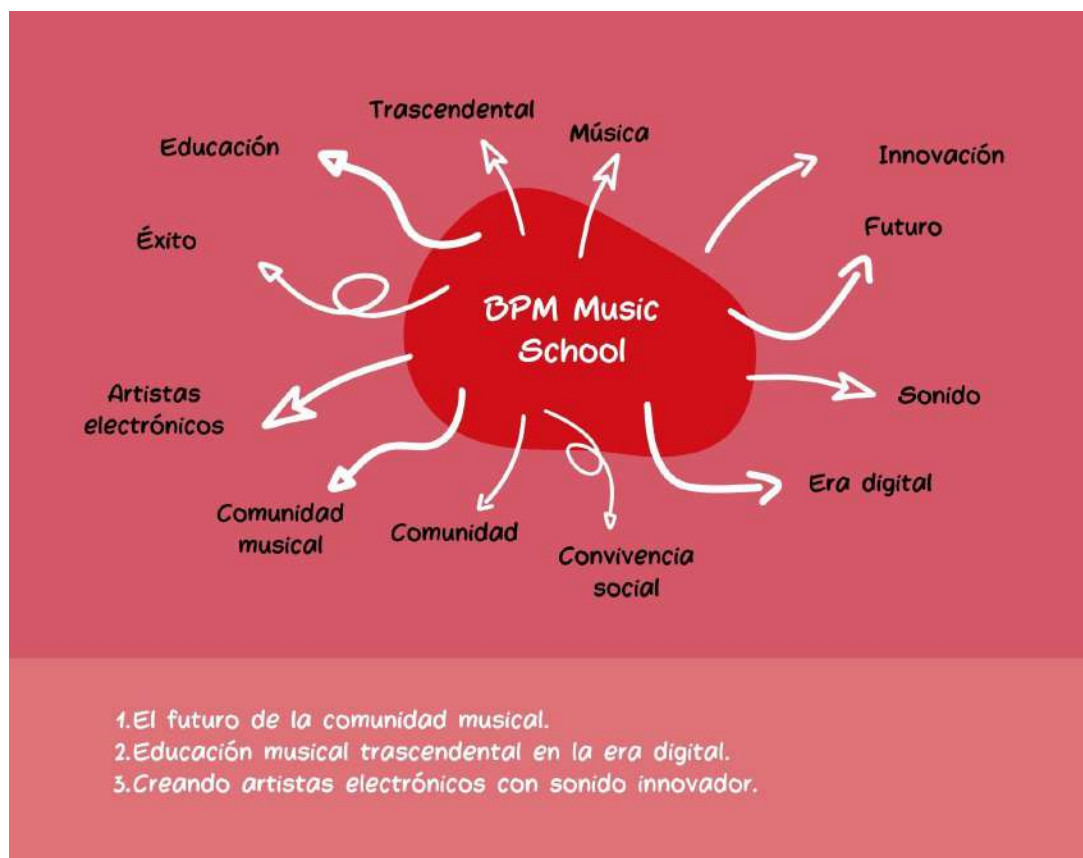 Trascendental
Música
Educación
Innovación
Éxito
Futuro
BPM Music
School
Artistas
electrónicos
Sonido
Era digital
Comunidad
musical
Comunidad
Convivencia
social
1.El futuro de la comunidad musical.
2.Educación musical trascendental en la era digital.
3.Creando artistas electrónicos con sonido innovador.